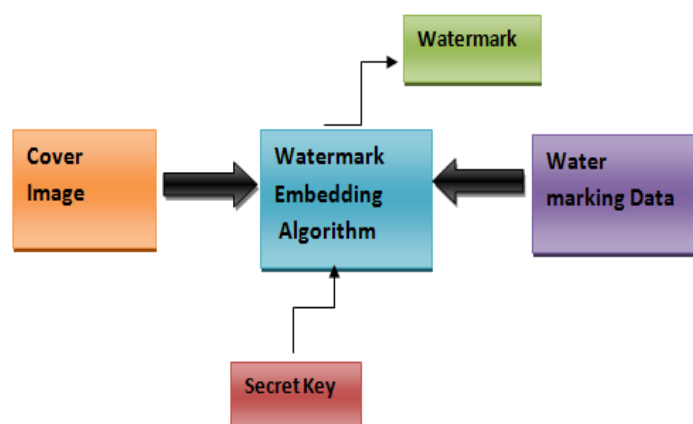 Watermark
Cover
Image
Watermark
Embedding
Algorithm
Water
marking Data
Secret Key